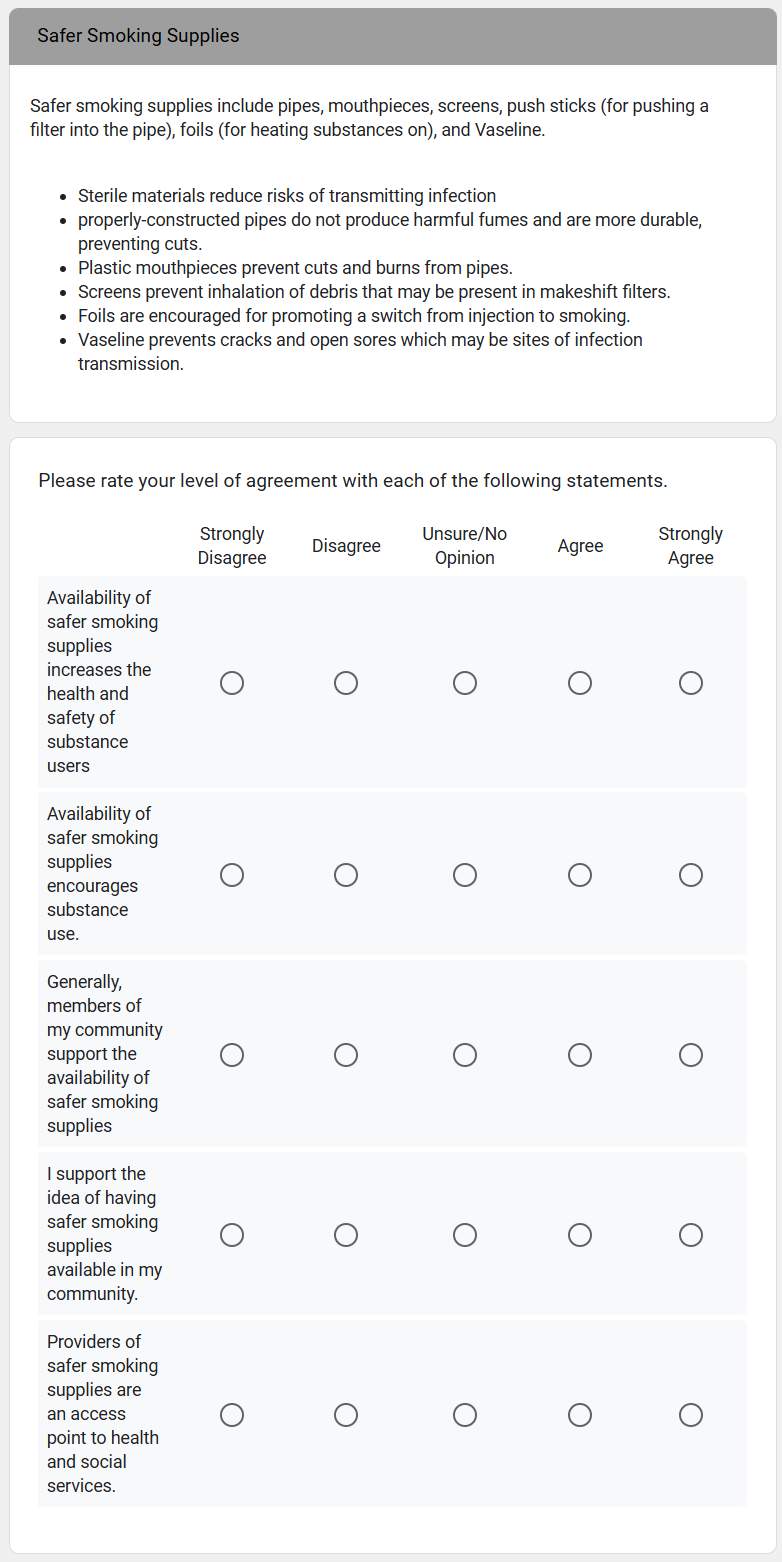 Safer Smoking Supplies
Safer smoking supplies include pipes, mouthpieces, screens, push sticks (for pushing a
filter into the pipe), foils (for heating substances on), and Vaseline.
• Sterile materials reduce risks of transmitting infection
• properly-constructed pipes do not produce harmful fumes and are more durable,
preventing cuts.
• Plastic mouthpieces prevent cuts and burns from pipes.
• Screens prevent inhalation of debris that may be present in makeshift filters.
• Foils are encouraged for promoting a switch from injection to smoking.
• Vaseline prevents cracks and open sores which may be sites of infection
transmission.
Please rate your level of agreement with each of the following statements.
Strongly
Disagree
Disagree
Unsure/No
Opinion
Agree
Strongly
Agree
Availability of
safer smoking
supplies
increases the
health and
safety of
substance
users
Availability of
safer smoking
supplies
encourages
substance
use.
Generally,
members of
my community
support the
availability of
safer smoking
supplies
I support the
idea of having
safer smoking
supplies
available in my
community.
Providers of
safer smoking
supplies are
an access
point to health
and social
services.